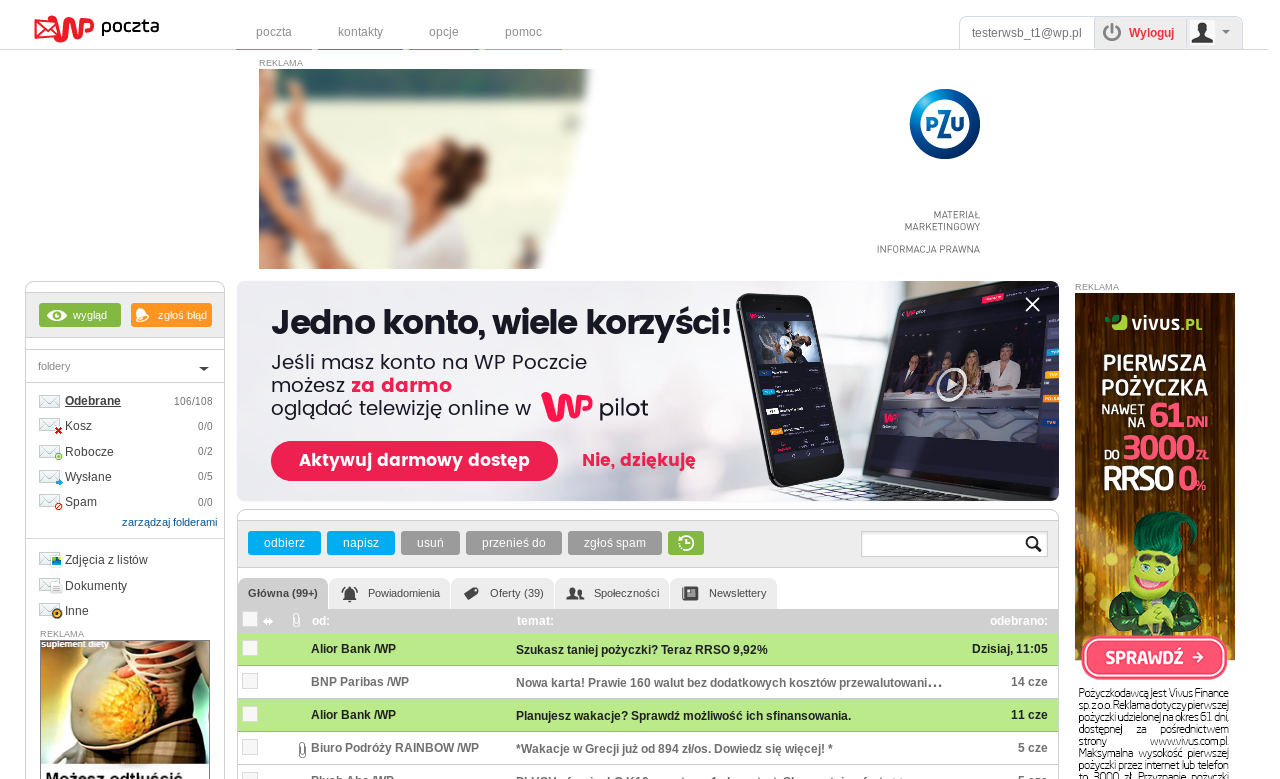 WP poczta
poczta
kontakty
opcje
pomoc
testerwsb_t1@wp.pl
Wyloguj
REKLAMA
PZU
MATERIAŁ
MARKETINGOWY
INFORMACJA PRAWNA
wygląd
zgłoś błąd
foldery
Odebrane 106/108
Kosz 0/0
Robocze 0/2
Wysłane 0/5
Spam 0/0
zarządzaj folderami
Zdjęcia z listów
Dokumenty
Inne
REKLAMA
suplement diety
Możesz odtłuścić
Jedno konto, wiele korzyści!
Jeśli masz konto na WP Poczcie
możesz za darmo
oglądać telewizję online w WP pilot
Aktywuj darmowy dostęp
Nie, dziękuję
odbierz
napisz
usuń
przenieś do
zgłoś spam
Główna (99+)
Powiadomienia
Oferty (39)
Społeczności
Newslettery
od: temat: odebrano:
Alior Bank /WP Szukasz taniej pożyczki? Teraz RRSO 9,92% Dzisiaj, 11:05
BNP Paribas /WP Nowa karta! Prawie 160 walut bez dodatkowych kosztów przewalutowani... 14 cze
Alior Bank /WP Planujesz wakacje? Sprawdź możliwość ich sfinansowania. 11 cze
Biuro Podróży RAINBOW /WP *Wakacje w Grecji już od 894 zł/os. Dowiedz się więcej! * 5 cze
REKLAMA
VIVUS.PL
PIERWSZA
POŻYCZKA
NAWET
NA 61 DNI
DO 3000 ZŁ
RRSO 0%
SPRAWDŹ
Pożyczkodawcą jest Vivus Finance
sp. z o.o. Reklama dotyczy pierwszej
pożyczki udzielonej na okres 61 dni,
dostępnej za pośrednictwem
strony www.vivus.com.pl.
Maksymalna wysokość pierwszej
pożyczki przez internet lub telefon
to 3000 zł. Przyznanie pożyczki